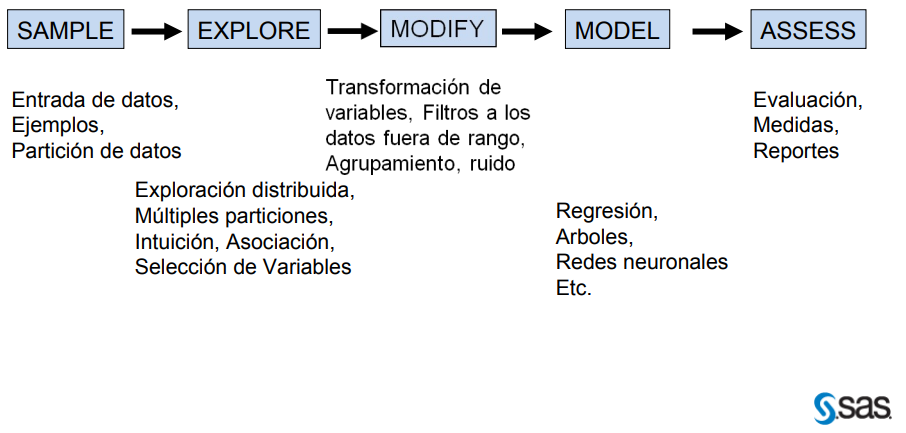 SAMPLE
EXPLORE
MODIFY
MODEL
ASSESS
Entrada de datos,
Ejemplos,
Partición de datos
Exploración distribuida,
Múltiples particiones,
Intuición, Asociación,
Selección de Variables
Transformación de
variables, Filtros a los
datos fuera de rango,
Agrupamiento, ruido
Regresión,
Arboles,
Redes neuronales
Etc.
Evaluación,
Medidas,
Reportes
sas